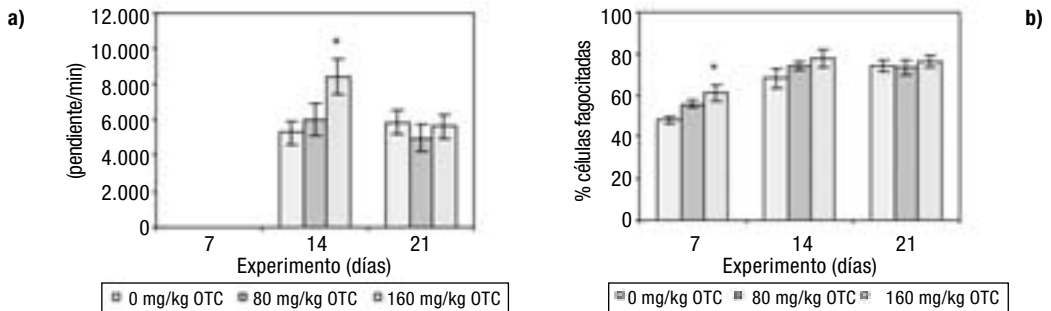 a)
12.000
10.000
8.000
6.000
4.000
2.000
0
(pendiente/min)
*
7 14 21
Experimento (días)
0 mg/kg OTC 80 mg/kg OTC 160 mg/kg OTC
b)
100
80
60
40
20
0
% células fagocitadas
*
7 14 21
Experimento (días)
0 mg/kg OTC 80 mg/kg OTC 160 mg/kg OTC